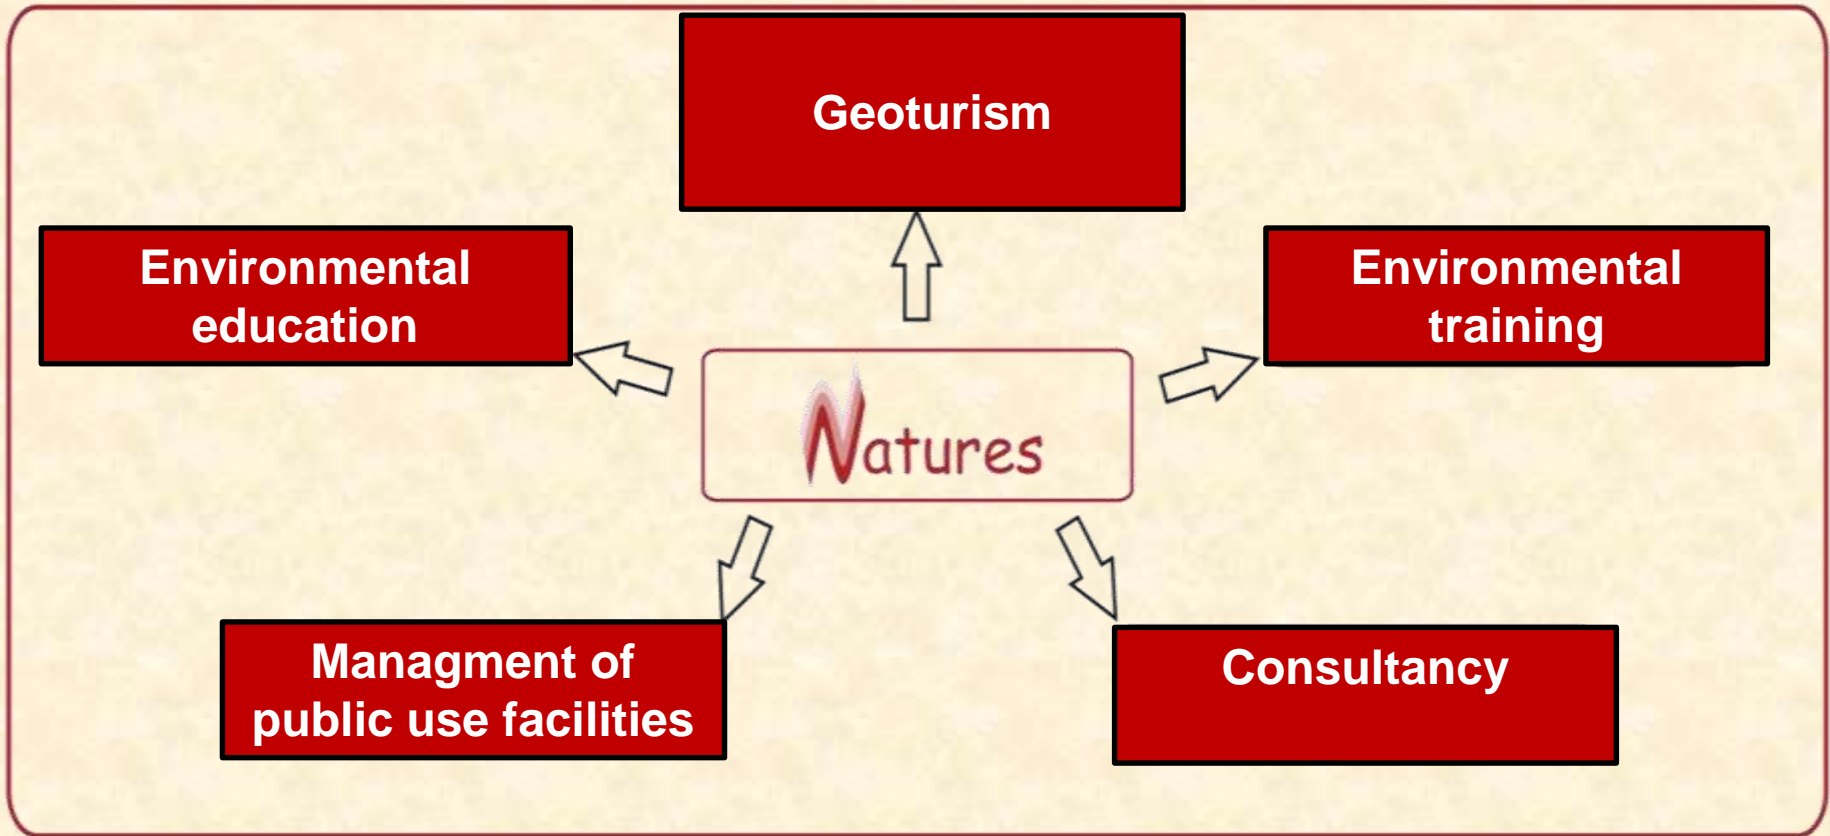 Geoturism
Environmental
education
Environmental
training
Natures
Managment of
public use facilities
Consultancy